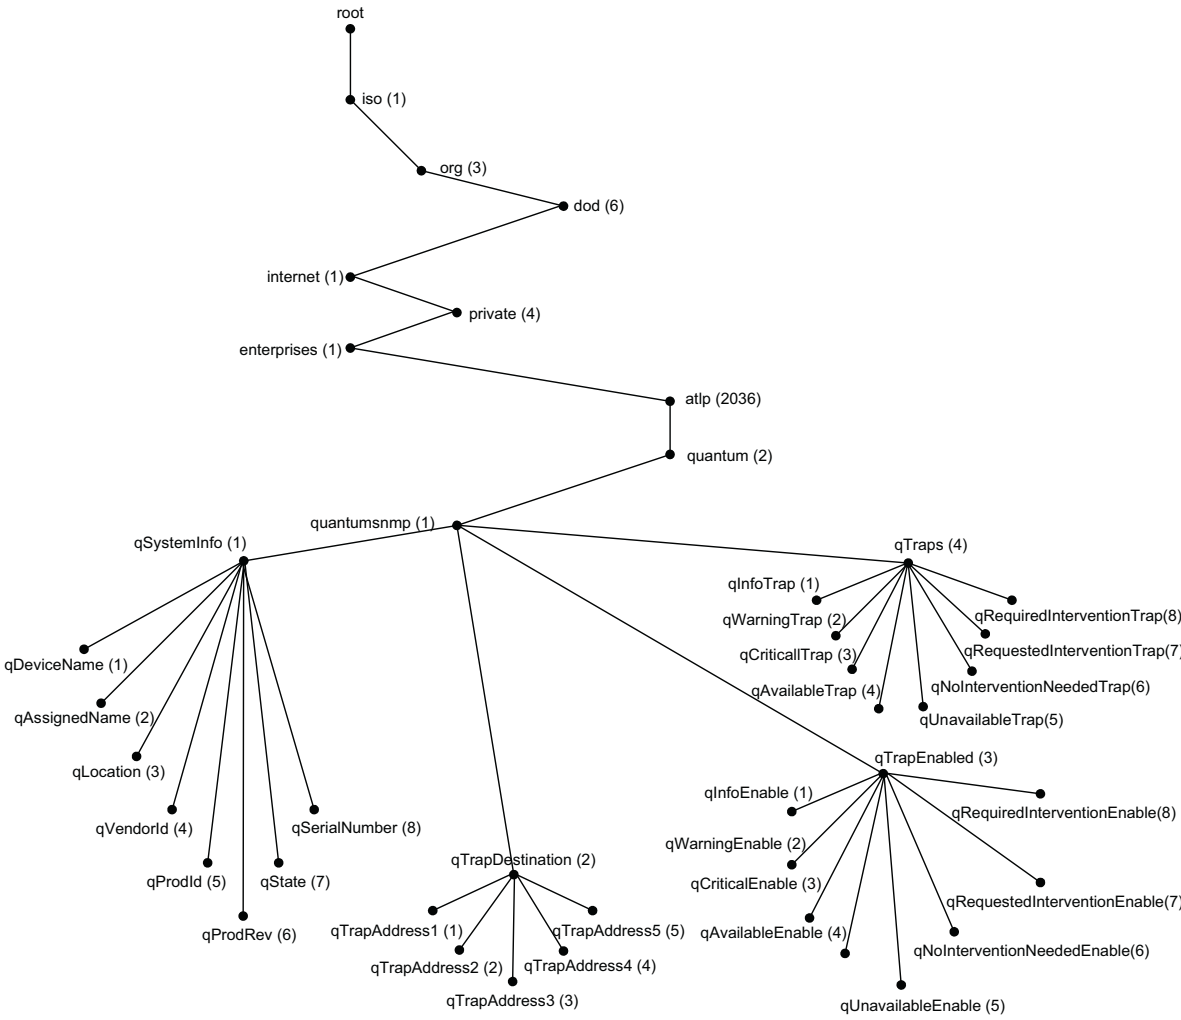 root
iso (1)
org (3)
dod (6)
internet (1)
private (4)
enterprises (1)
atlp (2036)
quantum (2)
quantumsnmp (1)
qSystemInfo (1)
qDeviceName (1)
qAssignedName (2)
qLocation (3)
qVendorId (4)
qSerialNumber (8)
qProdId (5)
qState (7)
qProdRev (6)
qTrapDestination (2)
qTrapAddress1 (1)
qTrapAddress5 (5)
qTrapAddress2 (2)
qTrapAddress4 (4)
qTrapAddress3 (3)
qTraps (4)
qInfoTrap (1)
qRequiredInterventionTrap(8)
qWarningTrap (2)
qRequestedInterventionTrap(7)
qCriticallTrap (3)
qNoInterventionNeededTrap(6)
qAvailableTrap (4)
qUnavailableTrap(5)
qTrapEnabled (3)
qInfoEnable (1)
qRequiredInterventionEnable(8)
qWarningEnable (2)
qCriticalEnable (3)
qRequestedInterventionEnable(7)
qAvailableEnable (4)
qNoInterventionNeededEnable(6)
qUnavailableEnable (5)